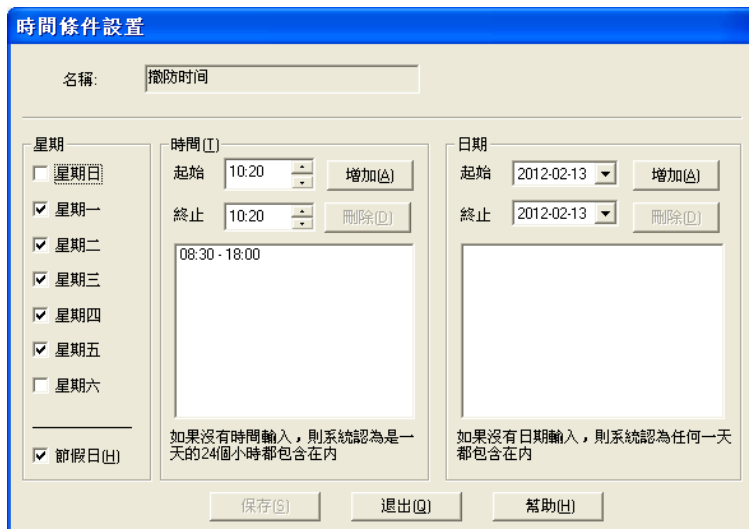 時間條件設置
名稱:
撤防时间
星期
星期日
星期一
星期二
星期三
星期四
星期五
星期六
節假日(H)
時間(T)
起始
10:20
增加(A)
終止
10:20
刪除(D)
08:30 - 18:00
如果沒有時間輸入，則系統認為是一
天的24個小時都包含在内
日期
起始
2012-02-13
增加(A)
終止
2012-02-13
刪除(D)
如果沒有日期輸入，則系統認為任何一天
都包含在内
保存(S)
退出(Q)
幫助(H)